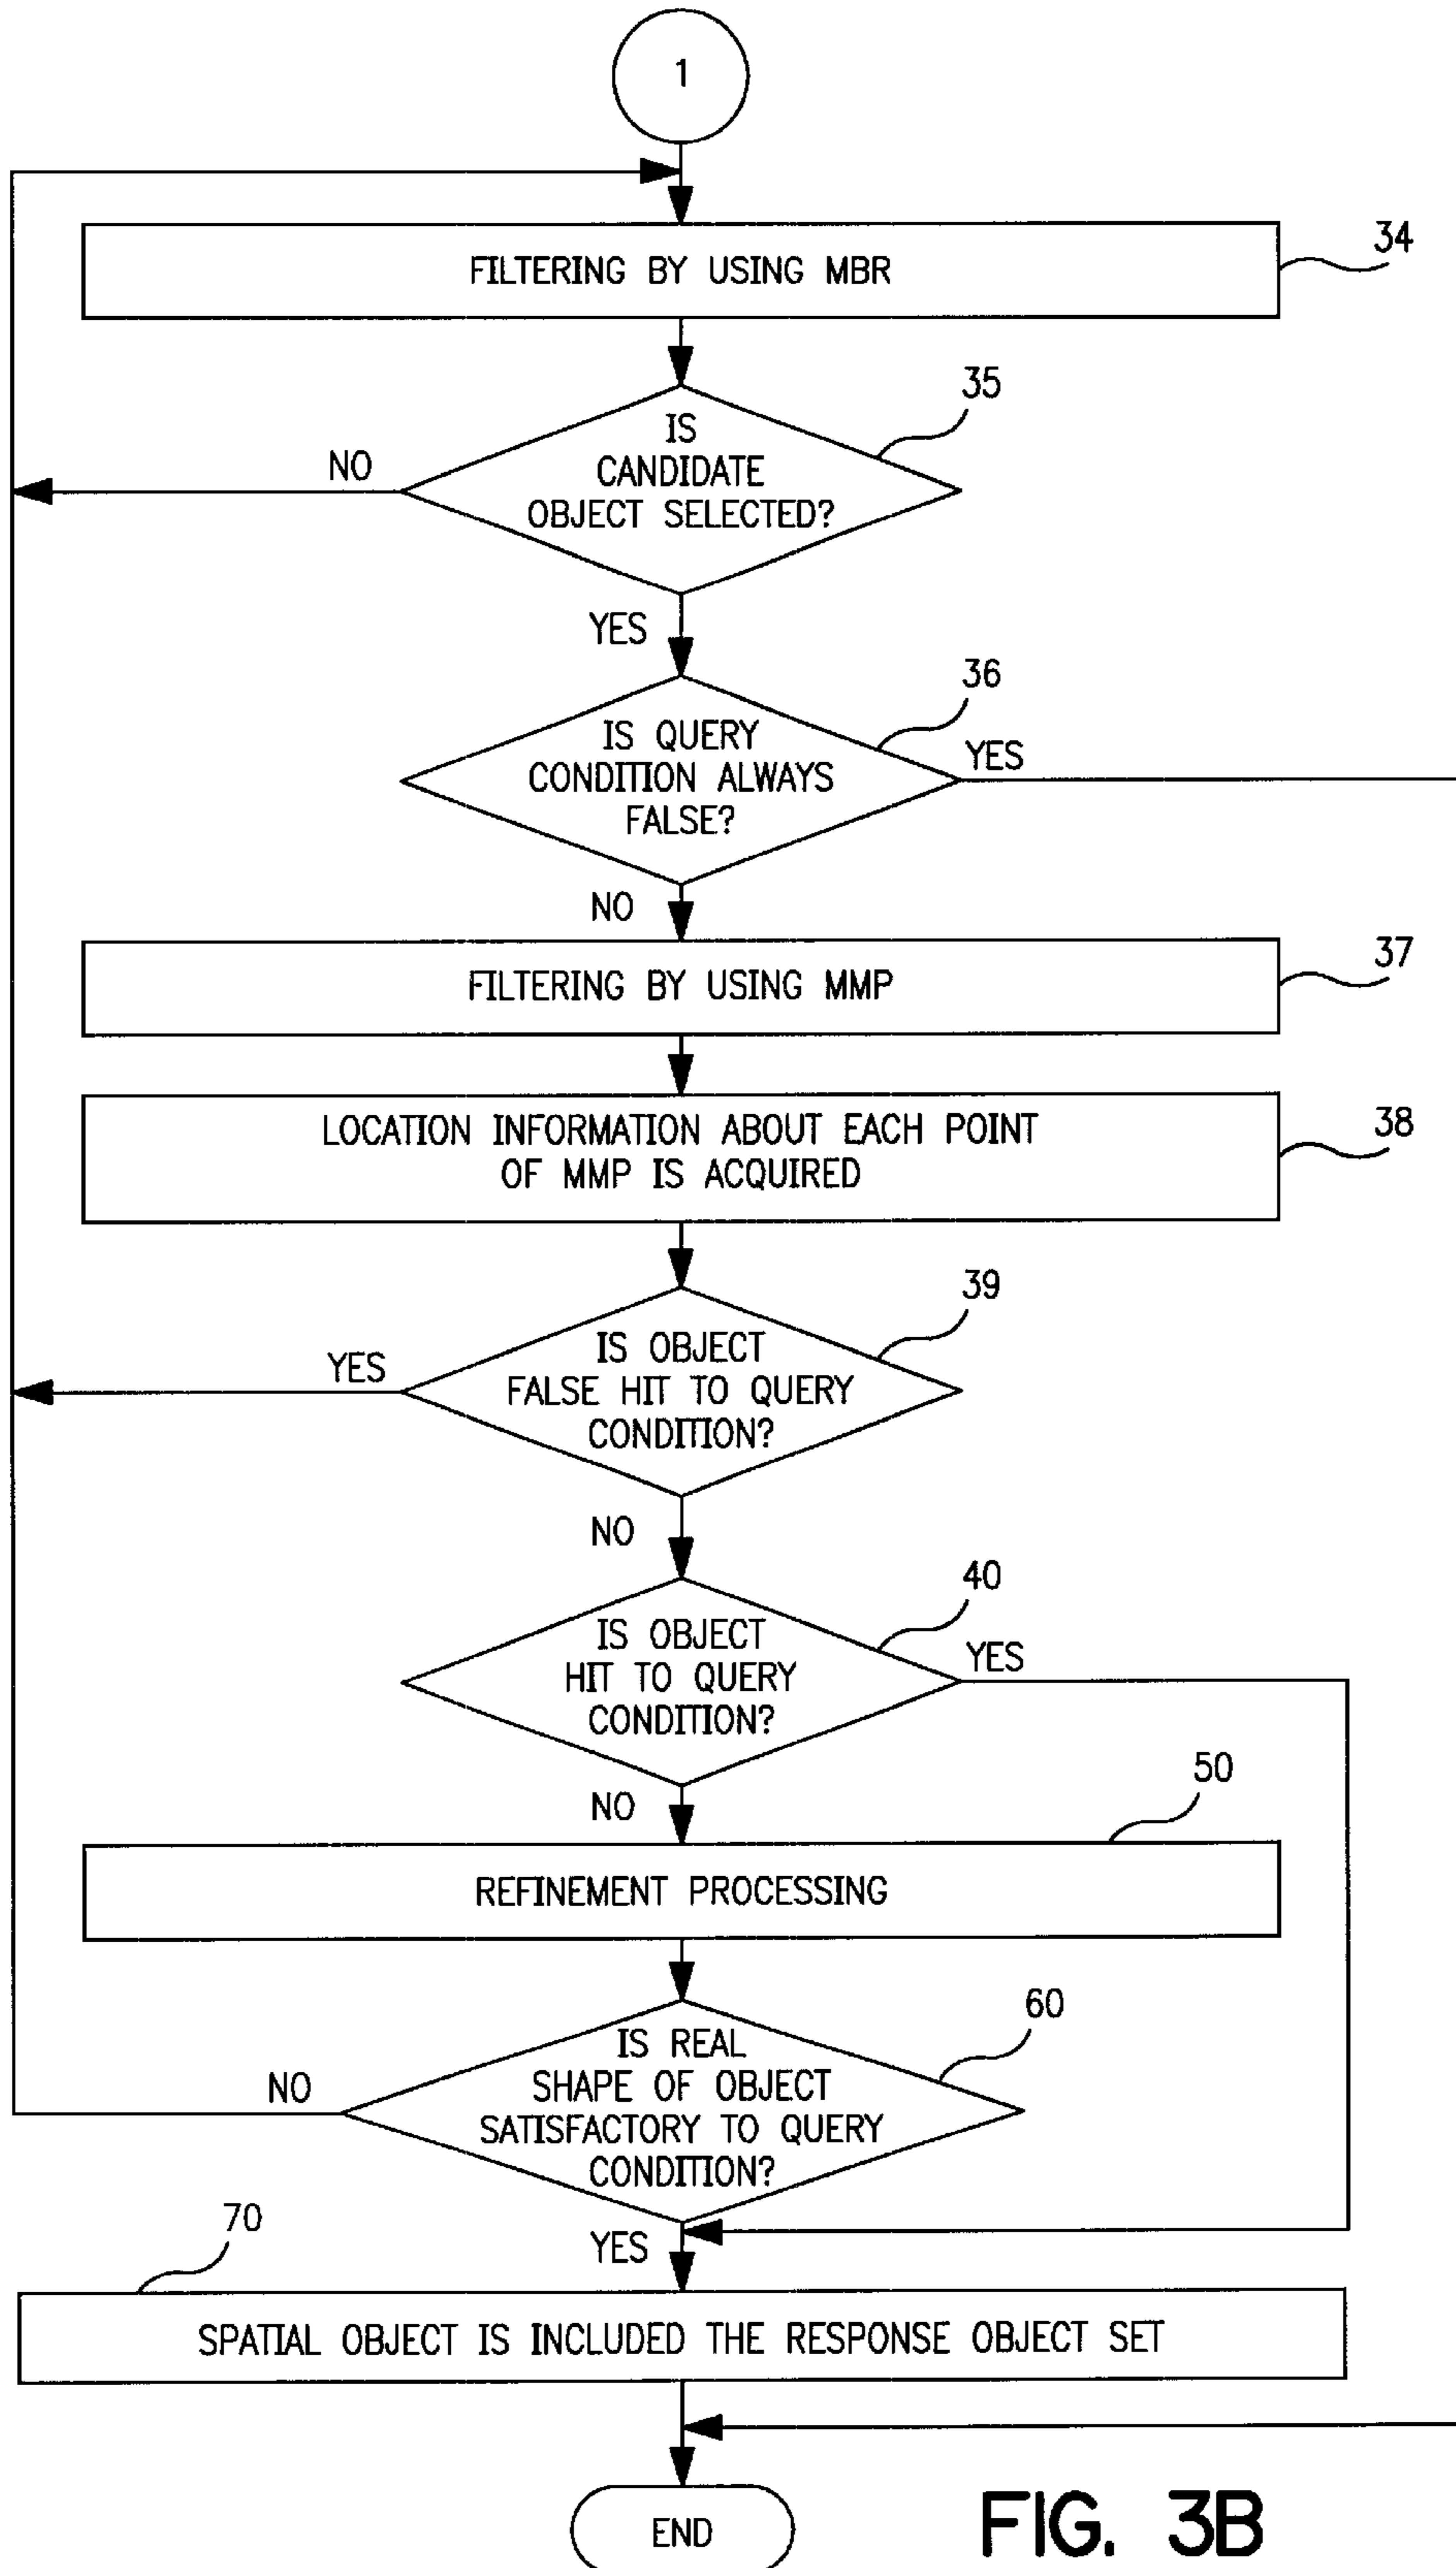 1
FILTERING BY USING MBR
34
35
IS
CANDIDATE
OBJECT SELECTED?
NO
YES
36
IS QUERY
CONDITION ALWAYS
FALSE?
YES
NO
FILTERING BY USING MMP
37
LOCATION INFORMATION ABOUT EACH POINT
OF MMP IS ACQUIRED
38
39
IS OBJECT
FALSE HIT TO QUERY
CONDITION?
YES
NO
40
IS OBJECT
HIT TO QUERY
CONDITION?
YES
NO
50
REFINEMENT PROCESSING
60
IS REAL
SHAPE OF OBJECT
SATISFACTORY TO QUERY
CONDITION?
NO
YES
70
SPATIAL OBJECT IS INCLUDED THE RESPONSE OBJECT SET
END
FIG. 3B